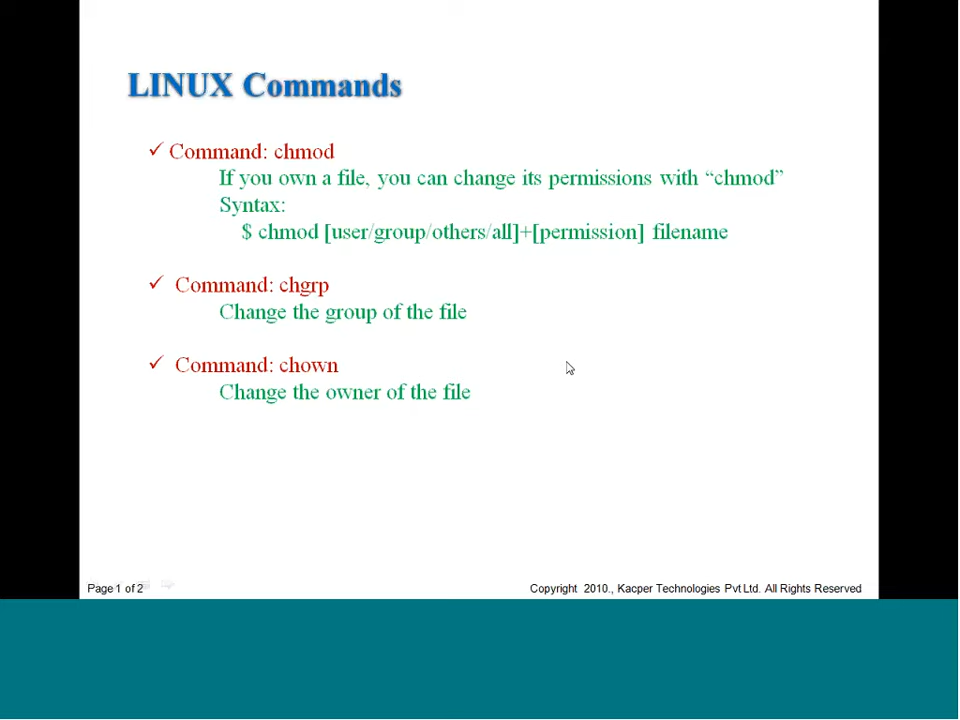 LINUX Commands
✓ Command: chmod
If you own a file, you can change its permissions with “chmod”
Syntax:
$ chmod [user/group/others/all]+[permission] filename
✓ Command: chgrp
Change the group of the file
✓ Command: chown
Change the owner of the file
Page 1 of 2
Copyright 2010., Kacper Technologies Pvt Ltd. All Rights Reserved